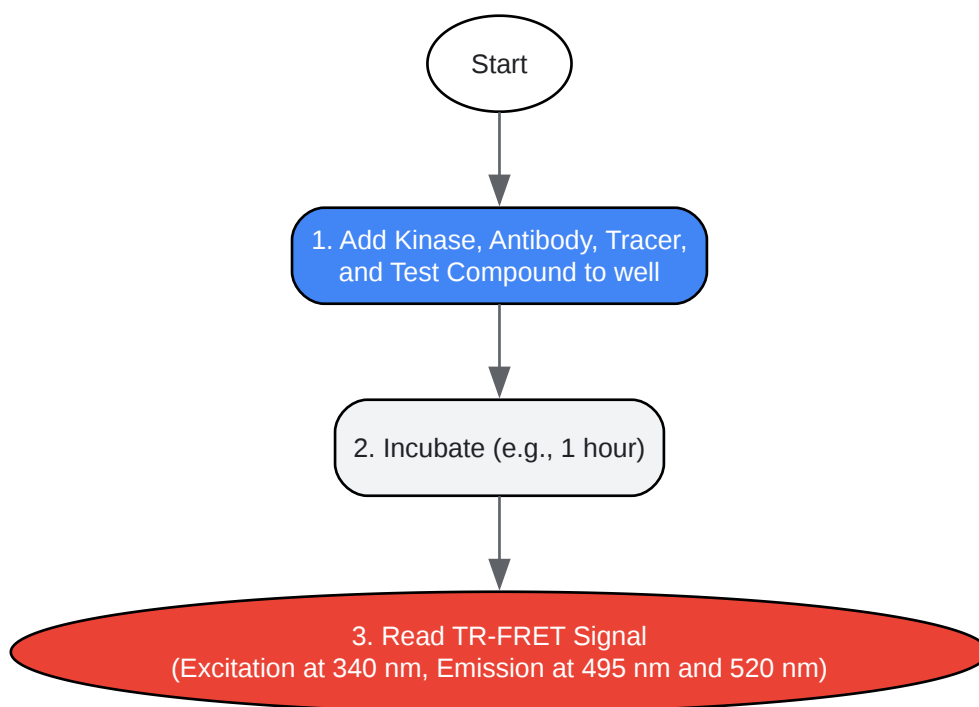 Start
1. Add Kinase, Antibody, Tracer,
and Test Compound to well
2. Incubate (e.g., 1 hour)
3. Read TR-FRET Signal
(Excitation at 340 nm, Emission at 495 nm and 520 nm)